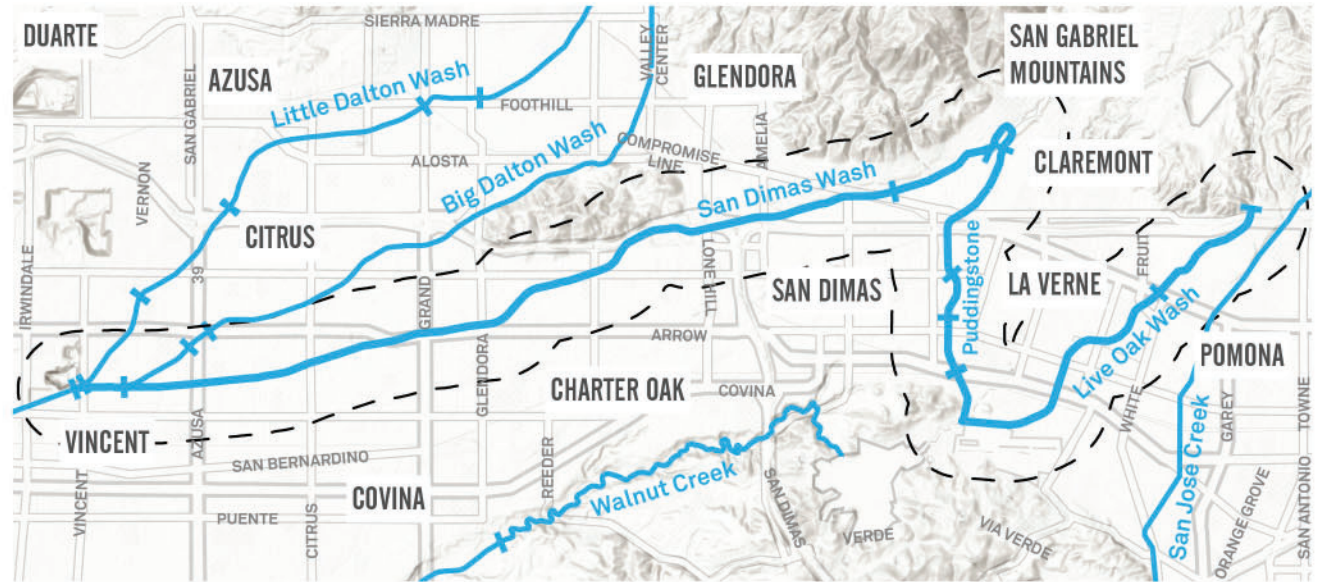 SIERRA MADRE
DUARTE
SAN GABRIEL
MOUNTAINS
VALLEY
CENTER
AZUSA
GLENDORA
SAN GABRIEL
Little Dalton Wash
FOOTHILL
Big Dalton Wash
COMPROMISE
LINE
AMELIA
ALOSTA
CLAREMONT
VERNON
San Dimas Wash
CITRUS
IRWINDALE
39
GRAND
LONE HILL
SAN DIMAS
Puddingstone
LA VERNE
FRUIT
ARROW
Live Oak Wash
POMONA
GLENDORA
CHARTER OAK
COVINA
WHITE
GAREY
TOWNE
VINCENT
AZUSA
SAN BERNARDINO
REEDER
Walnut Creek
SAN DIMAS
San Jose Creek
COVINA
VINCENT
PUENTE
CITRUS
VERDE
VIA VERDE
ORANGE GROVE
SAN ANTONIO